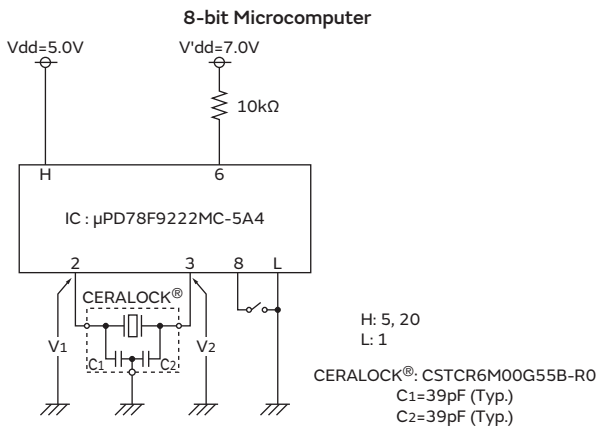 8-bit Microcomputer
Vdd=5.0V V'dd=7.0V
10kΩ
H 6
IC : μPD78F9222MC-5A4
2 3 8 L
CERALOCK®
V1 C1 C2 V2
H: 5, 20
L: 1
CERALOCK®: CSTCR6M00G55B-R0
C1=39pF (Typ.)
C2=39pF (Typ.)